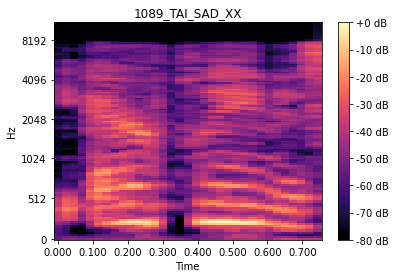 1089_TAI_SAD_XX
+0 dB
8192
-10 dB
4096
-20 dB
-30 dB
2048
Hz
-40 dB
1024
-50 dB
512
-60 dB
-70 dB
0
-80 dB
0.000 0.100 0.200 0.300 0.400 0.500 0.600 0.700
Time